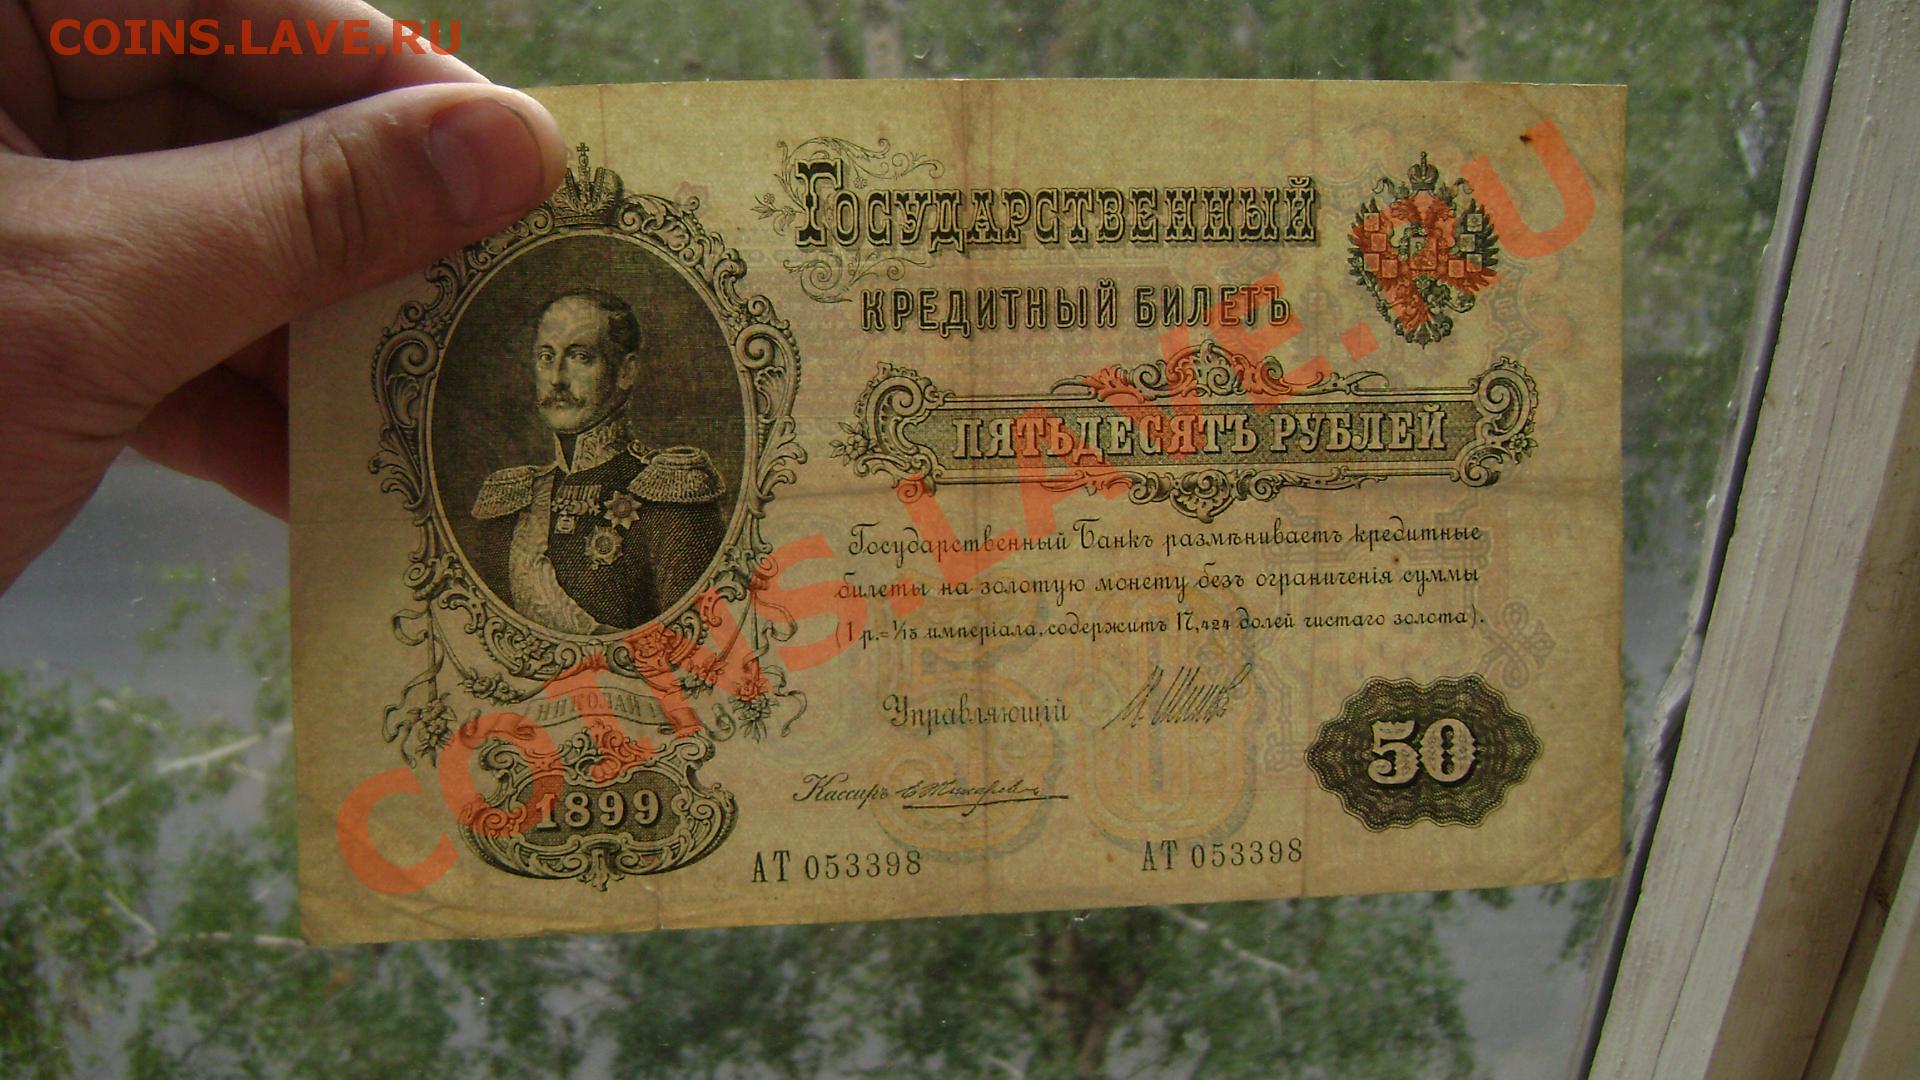 COINS.LAVE.RU
ГОСУДАРСТВЕННЫЙ
КРЕДИТНЫЙ БИЛЕТЪ
ПЯТЬДЕСЯТЪ РУБЛЕЙ
Государственный Банкъ размѣниваетъ кредитные
билеты на золотую монету безъ ограниченія суммы
(1 р.=1/15 имперіала, содержитъ 17,424 долей чистаго золота).
Управляющій
Кассиръ
НИКОЛАЙ I
1899
50
АТ 053398
АТ 053398
COINS.LAVE.RU